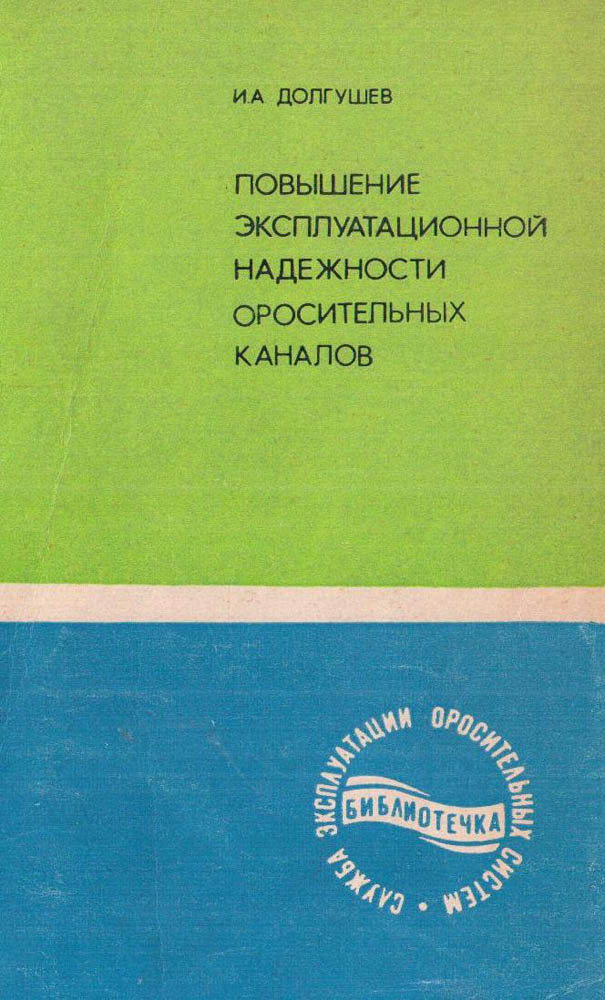 И.А ДОЛГУШЕВ
ПОВЫШЕНИЕ
ЭКСПЛУАТАЦИОННОЙ
НАДЕЖНОСТИ
ОРОСИТЕЛЬНЫХ
КАНАЛОВ
СЛУЖБА ЭКСПЛУАТАЦИИ ОРОСИТЕЛЬНЫХ СИСТЕМ •
БИБЛИОТЕЧКА